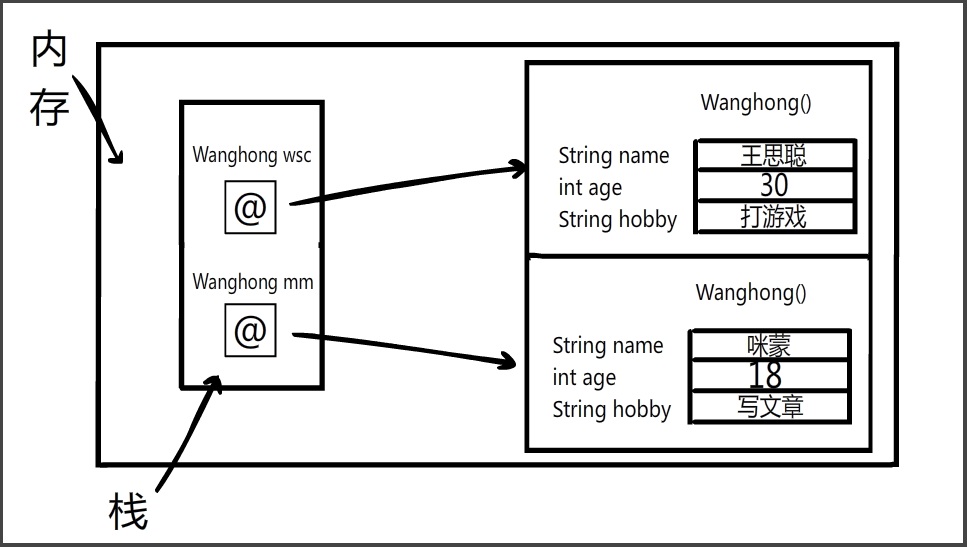 内
存
Wanghong wsc
@
Wanghong mm
@
栈
Wanghong()
String name 王思聪
int age 30
String hobby 打游戏
Wanghong()
String name 咪蒙
int age 18
String hobby 写文章